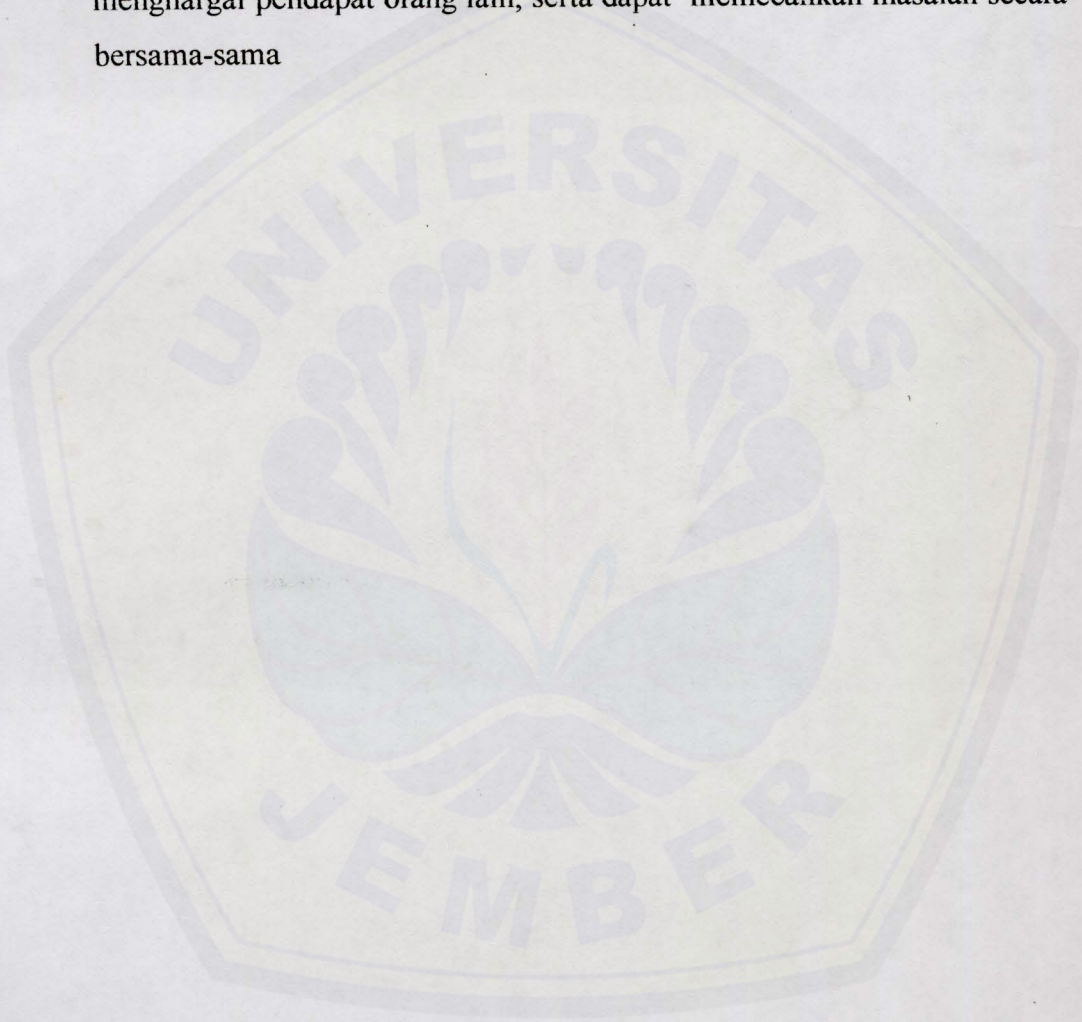 menghargai pendapat orang lain, serta dapat memecahkan masalah secara
bersama-sama
UNIVERSITAS
JEMBER